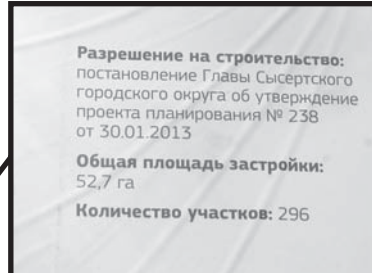 Разрешение на строительство:
постановление Главы Сысертского
городского округа об утверждение
проекта планирования № 238
от 30.01.2013
Общая площадь застройки:
52,7 га
Количество участков: 296